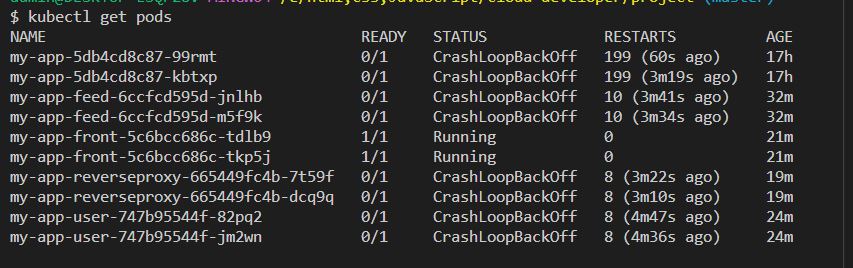 $ kubectl get pods
NAME READY STATUS RESTARTS AGE
my-app-5db4cd8c87-99rmt 0/1 CrashLoopBackOff 199 (60s ago) 17h
my-app-5db4cd8c87-kbtxp 0/1 CrashLoopBackOff 199 (3m19s ago) 17h
my-app-feed-6ccfcd595d-jnlhb 0/1 CrashLoopBackOff 10 (3m41s ago) 32m
my-app-feed-6ccfcd595d-m5f9k 0/1 CrashLoopBackOff 10 (3m34s ago) 32m
my-app-front-5c6bcc686c-tdlb9 1/1 Running 0 21m
my-app-front-5c6bcc686c-tkp5j 1/1 Running 0 21m
my-app-reverseproxy-665449fc4b-7t59f 0/1 CrashLoopBackOff 8 (3m22s ago) 19m
my-app-reverseproxy-665449fc4b-dcq9q 0/1 CrashLoopBackOff 8 (3m10s ago) 19m
my-app-user-747b95544f-82pq2 0/1 CrashLoopBackOff 8 (4m47s ago) 24m
my-app-user-747b95544f-jm2wn 0/1 CrashLoopBackOff 8 (4m36s ago) 24m